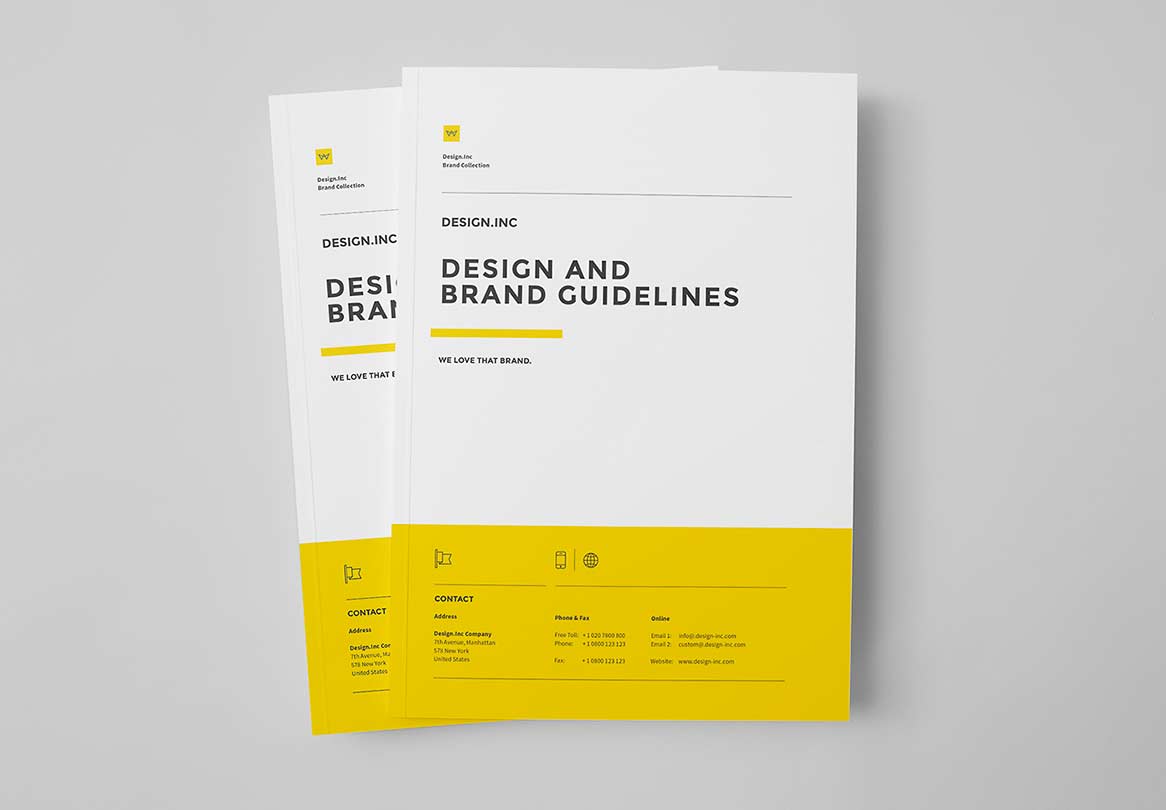 Design.Inc
Brand Collection
DESIGN.INC
DESI
BRAN
WE LOVE THAT B
CONTACT
Address
Design.Inc Com
7th Avenue, Ma
578 New York
United States
Design.Inc
Brand Collection
DESIGN.INC
DESIGN AND
BRAND GUIDELINES
WE LOVE THAT BRAND.
CONTACT
Address
Design.Inc Company
7th Avenue, Manhattan
578 New York
United States
Phone & Fax
Free Toll: + 1 020 7800 800
Phone: + 1 0800 123 123
Fax: + 1 0800 123 123
Online
Email 1: info@.design-inc.com
Email 2: custom@.design-inc.com
Website: www.design-inc.com